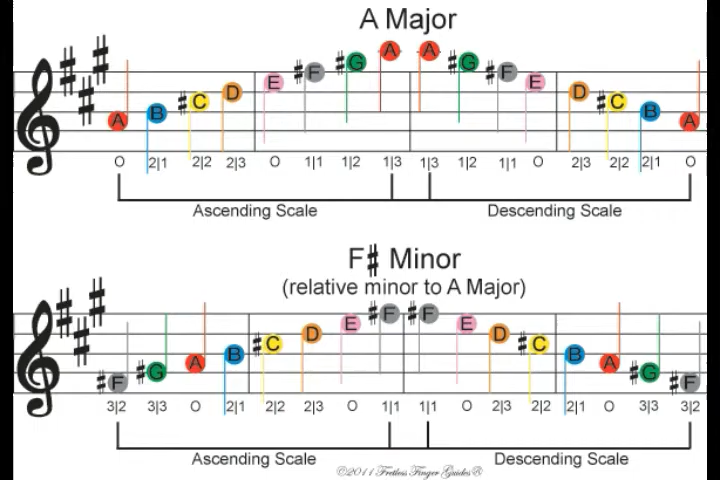 A Major
A B #C D E #F #G A A #G #F E D #C B A
O 2|1 2|2 2|3 O 1|1 1|2 1|3 1|3 1|2 1|1 O 2|3 2|2 2|1 O
Ascending Scale Descending Scale
F# Minor
(relative minor to A Major)
#F #G A B #C D E #F #F E D #C B A #G #F
3|2 3|3 O 2|1 2|2 2|3 O 1|1 1|1 O 2|3 2|2 2|1 O 3|3 3|2
Ascending Scale Descending Scale
©2011 Fretless Finger Guides®